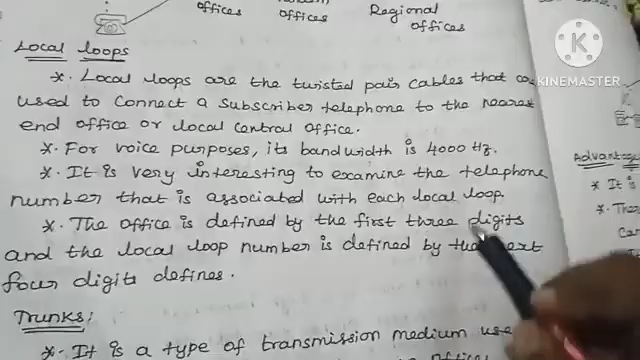 offices
offices
Regional
offices
Local loops
*. Local loops are the twisted pair cables that
used to connect a subscriber telephone to the nearest
end office or local central office.
*. For voice purposes, its bandwidth is 4000 Hz.
*. It is very interesting to examine the telephone
number that is associated with each local loop.
*. The office is defined by the first three digits
and the local loop number is defined by the
four digits defines.
Trunks:
*. It is a type of transmission medium
KINEMASTER
Advantag
* It is
*. Ther